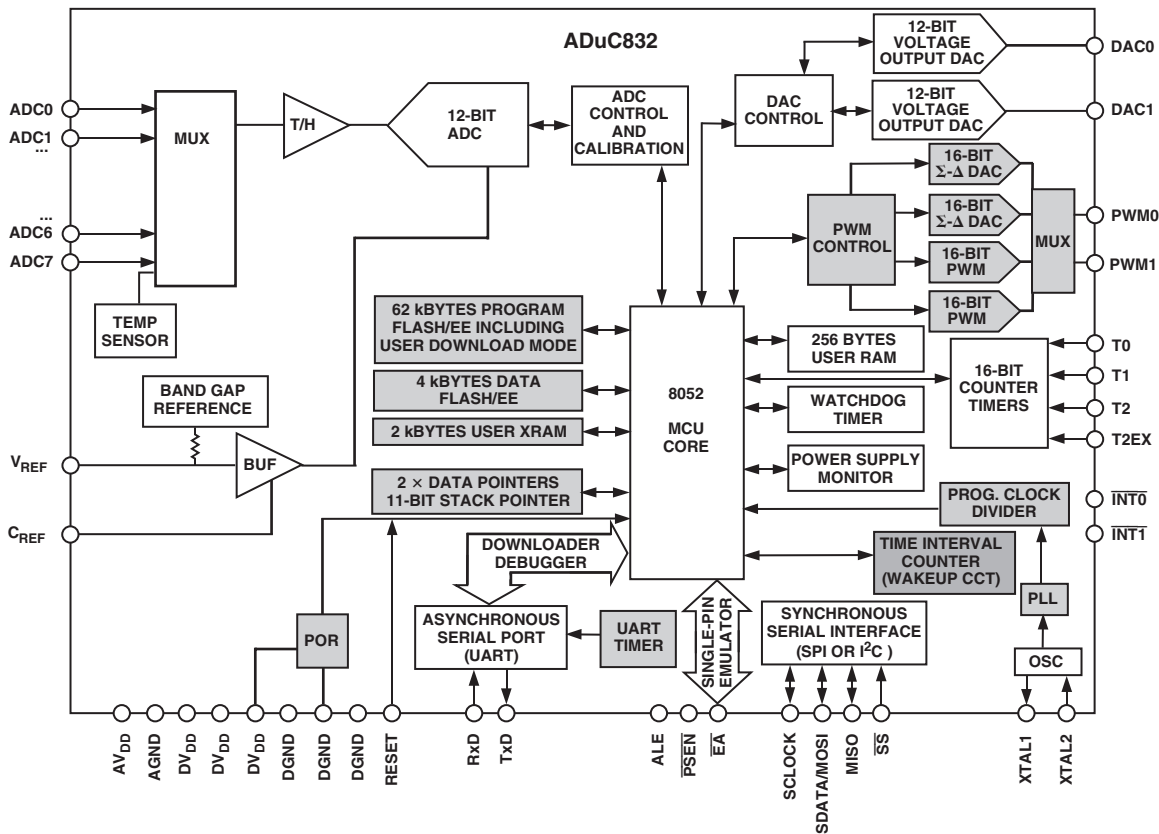 ADuC832
ADC0
ADC1
...
...
ADC6
ADC7
MUX
TEMP
SENSOR
T/H
12-BIT
ADC
ADC
CONTROL
AND
CALIBRATION
DAC
CONTROL
12-BIT
VOLTAGE
OUTPUT DAC
12-BIT
VOLTAGE
OUTPUT DAC
DAC0
DAC1
PWM
CONTROL
16-BIT
Σ-Δ DAC
16-BIT
Σ-Δ DAC
16-BIT
PWM
16-BIT
PWM
MUX
PWM0
PWM1
BAND GAP
REFERENCE
VREF
BUF
CREF
62 kBYTES PROGRAM
FLASH/EE INCLUDING
USER DOWNLOAD MODE
4 kBYTES DATA
FLASH/EE
2 kBYTES USER XRAM
2 × DATA POINTERS
11-BIT STACK POINTER
8052
MCU
CORE
256 BYTES
USER RAM
WATCHDOG
TIMER
POWER SUPPLY
MONITOR
16-BIT
COUNTER
TIMERS
T0
T1
T2
T2EX
INT0
INT1
PROG. CLOCK
DIVIDER
TIME INTERVAL
COUNTER
(WAKEUP CCT)
PLL
OSC
DOWNLOADER
DEBUGGER
POR
ASYNCHRONOUS
SERIAL PORT
(UART)
UART
TIMER
SINGLE-PIN
EMULATOR
SYNCHRONOUS
SERIAL INTERFACE
(SPI OR I2C )
AVDD
AGND
DVDD
DVDD
DVDD
DGND
DGND
DGND
RESET
RxD
TxD
ALE
PSEN
EA
SCLOCK
SDATA/MOSI
MISO
SS
XTAL1
XTAL2